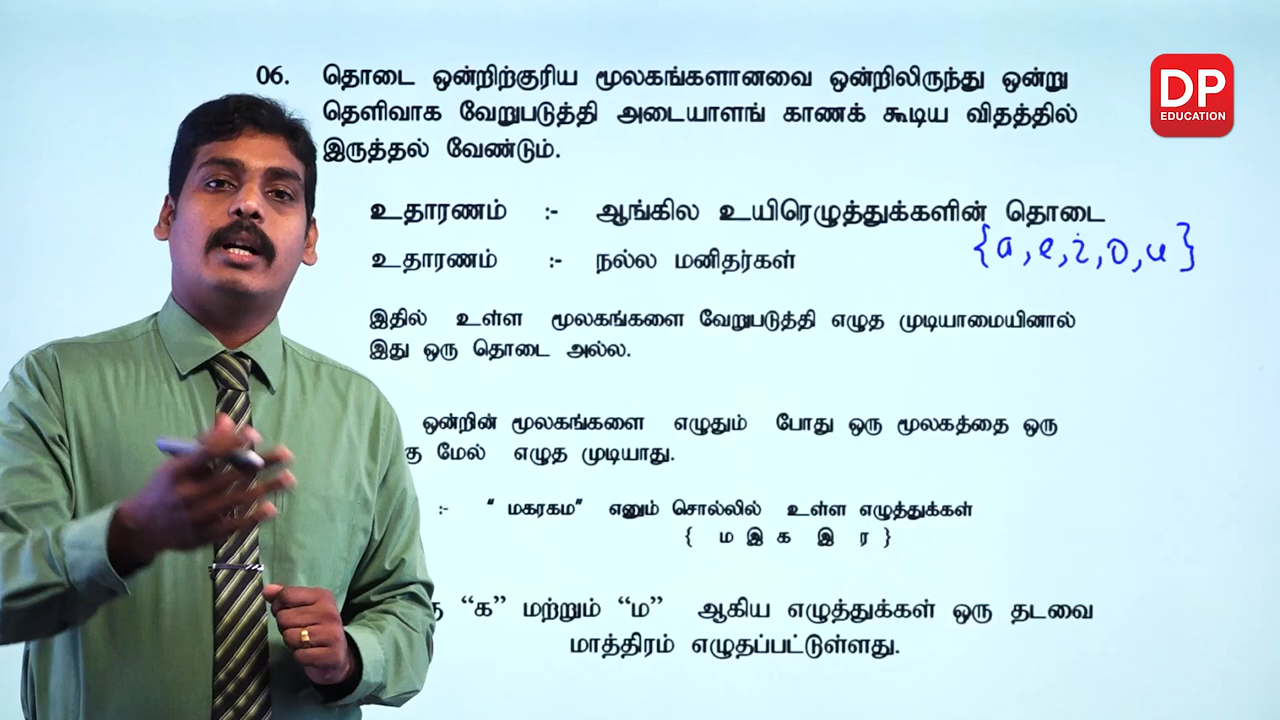 06. தொடை ஒன்றிற்குரிய மூலகங்களானவை ஒன்றிலிருந்து ஒன்று
தெளிவாக வேறுபடுத்தி அடையாளங் காணக் கூடிய விதத்தில்
இருத்தல் வேண்டும்.
உதாரணம் :- ஆங்கில உயிரெழுத்துக்களின் தொடை
{a, e, i, o, u}
உதாரணம் :- நல்ல மனிதர்கள்
இதில் உள்ள மூலகங்களை வேறுபடுத்தி எழுத முடியாமையினால்
இது ஒரு தொடை அல்ல.
ஒன்றின் மூலகங்களை எழுதும் போது ஒரு மூலகத்தை ஒரு
மேல் எழுத முடியாது.
:- “ மகரகம” எனும் சொல்லில் உள்ள எழுத்துக்கள்
{ ம இ க இ ர }
“க” மற்றும் “ம” ஆகிய எழுத்துக்கள் ஒரு தடவை
மாத்திரம் எழுதப்பட்டுள்ளது.
DP
EDUCATION